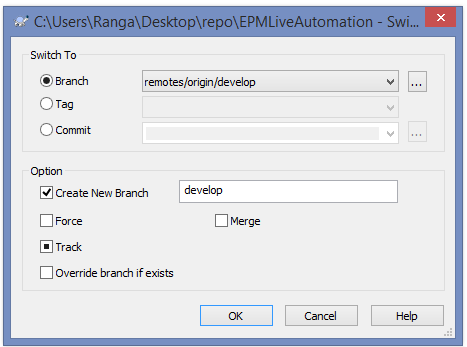 C:\Users\Ranga\Desktop\repo\EPMLiveAutomation - Swi...
Switch To
Branch
remotes/origin/develop
...
Tag
Commit
...
Option
Create New Branch
develop
Force
Merge
Track
Override branch if exists
OK
Cancel
Help